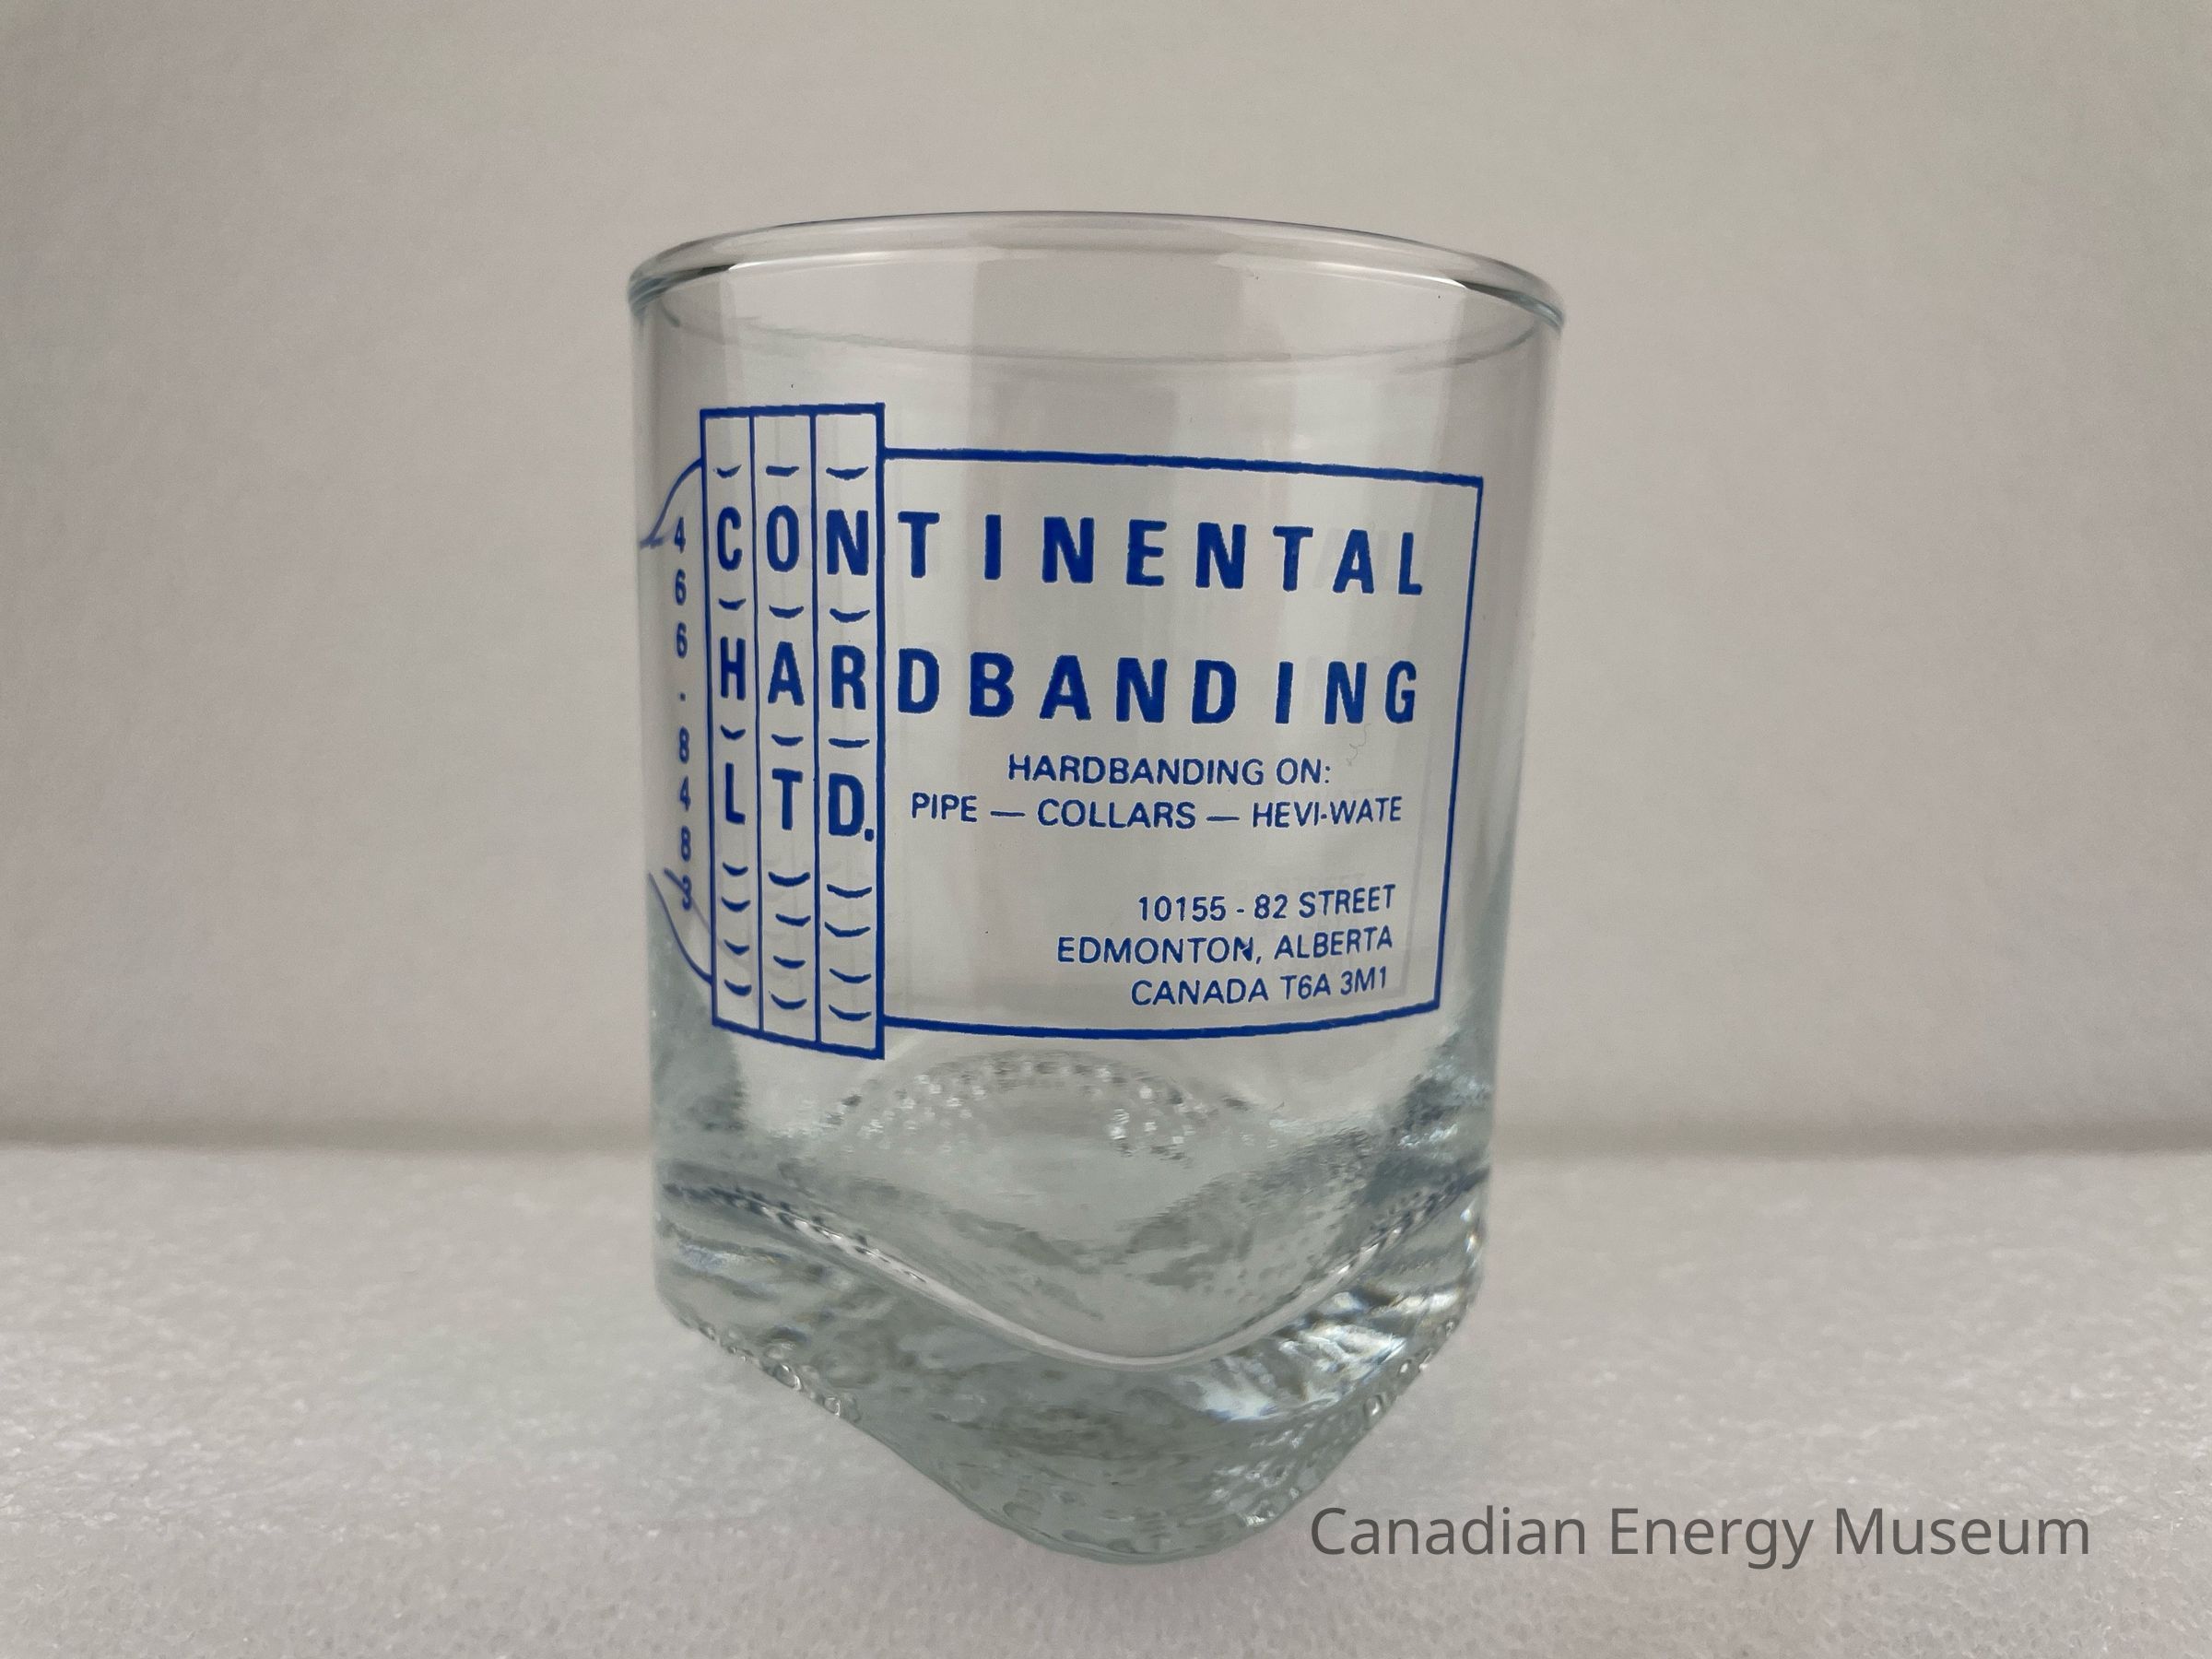 CONTINENTAL
HARDBANDING
LTD.
HARDBANDING ON:
PIPE — COLLARS — HEVI-WATE
10155 - 82 STREET
EDMONTON, ALBERTA
CANADA T6A 3M1
466.8483
Canadian Energy Museum